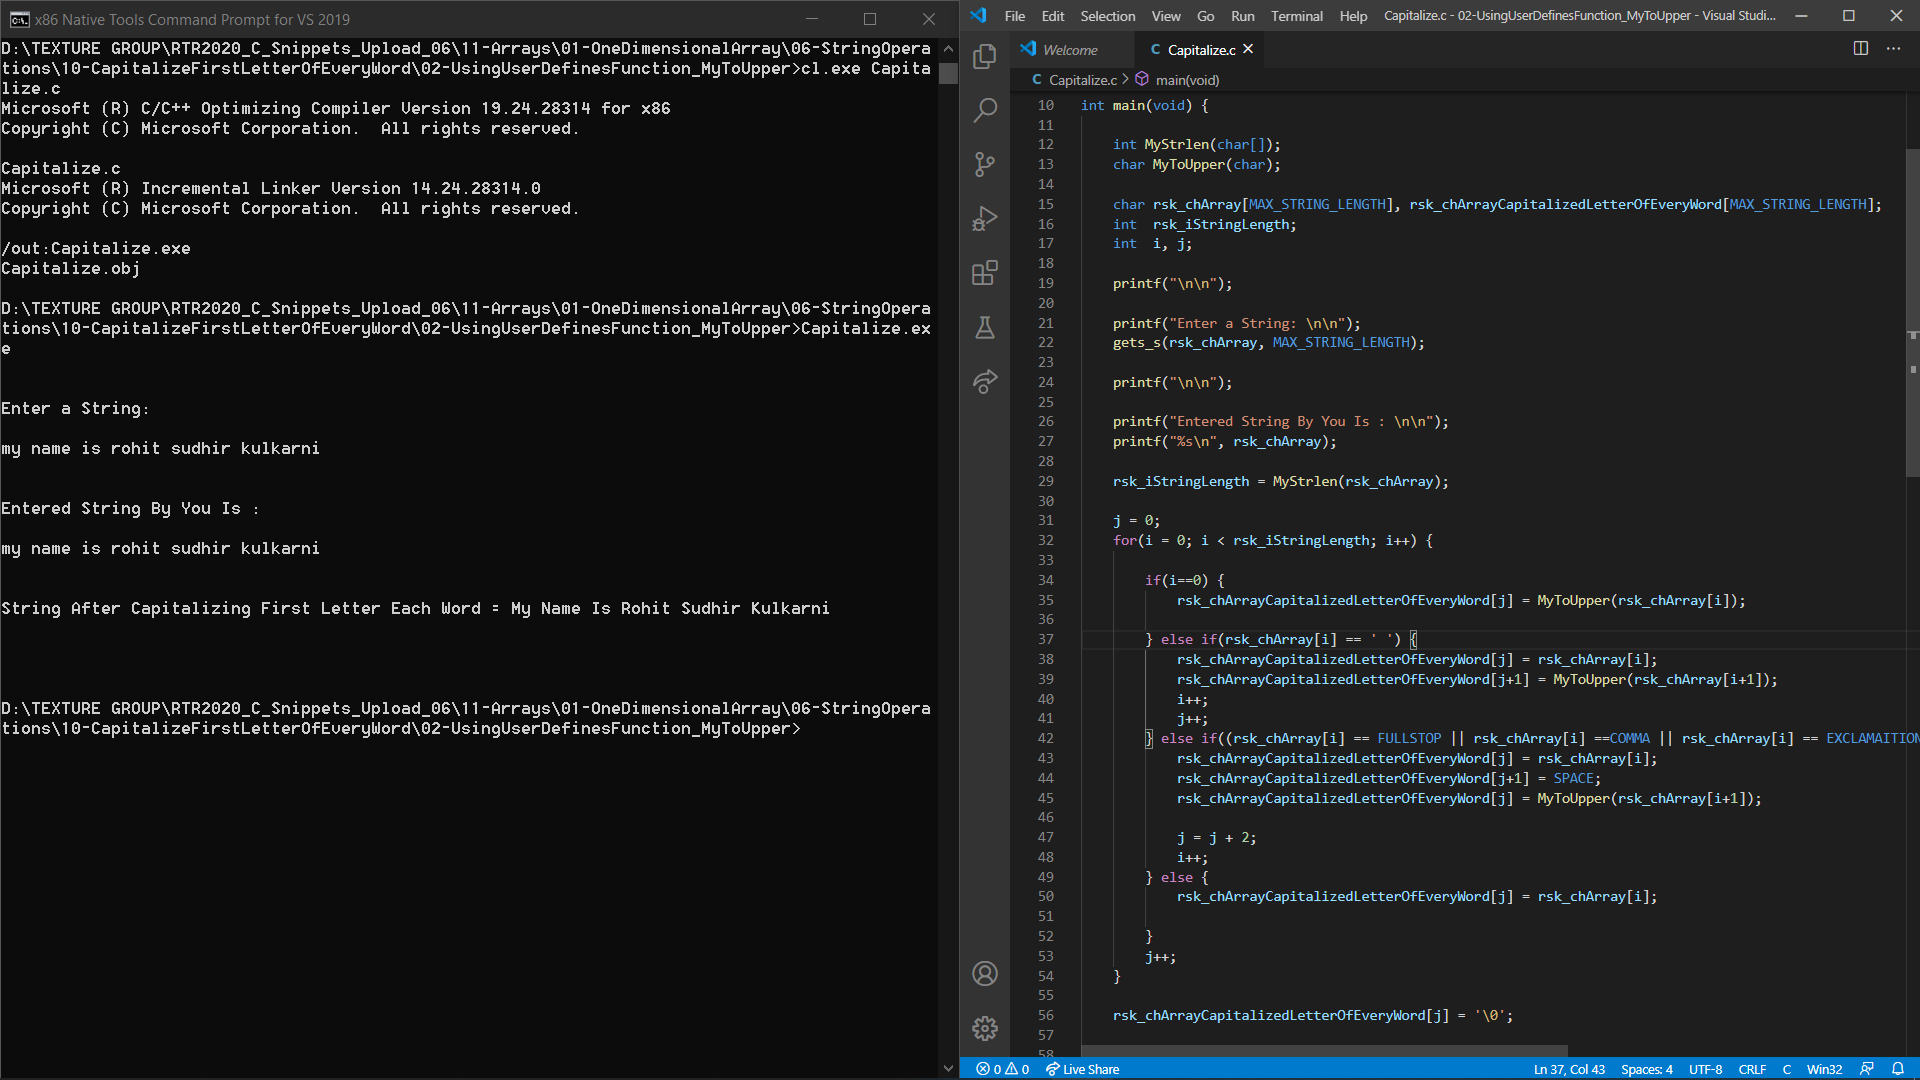 x86 Native Tools Command Prompt for VS 2019
D:\TEXTURE GROUP\RTR2020_C_Snippets_Upload_06\11-Arrays\01-OneDimensionalArray\06-StringOpera
tions\10-CapitalizeFirstLetterOfEveryWord\02-UsingUserDefinesFunction_MyToUpper>cl.exe Capita
lize.c
Microsoft (R) C/C++ Optimizing Compiler Version 19.24.28314 for x86
Copyright (C) Microsoft Corporation.  All rights reserved.
Capitalize.c
Microsoft (R) Incremental Linker Version 14.24.28314.0
Copyright (C) Microsoft Corporation.  All rights reserved.
/out:Capitalize.exe
Capitalize.obj
D:\TEXTURE GROUP\RTR2020_C_Snippets_Upload_06\11-Arrays\01-OneDimensionalArray\06-StringOpera
tions\10-CapitalizeFirstLetterOfEveryWord\02-UsingUserDefinesFunction_MyToUpper>Capitalize.ex
e
Enter a String:
my name is rohit sudhir kulkarni
Entered String By You Is :
my name is rohit sudhir kulkarni
String After Capitalizing First Letter Each Word = My Name Is Rohit Sudhir Kulkarni
D:\TEXTURE GROUP\RTR2020_C_Snippets_Upload_06\11-Arrays\01-OneDimensionalArray\06-StringOpera
tions\10-CapitalizeFirstLetterOfEveryWord\02-UsingUserDefinesFunction_MyToUpper>
File Edit Selection View Go Run Terminal Help Capitalize.c - 02-UsingUserDefinesFunction_MyToUpper - Visual Studi...
Welcome C Capitalize.c
C Capitalize.c > main(void)
10 int main(void) {
11
12 int MyStrlen(char[]);
13 char MyToUpper(char);
14
15 char rsk_chArray[MAX_STRING_LENGTH], rsk_chArrayCapitalizedLetterOfEveryWord[MAX_STRING_LENGTH];
16 int  rsk_iStringLength;
17 int  i, j;
18
19 printf("\n\n");
20
21 printf("Enter a String: \n\n");
22 gets_s(rsk_chArray, MAX_STRING_LENGTH);
23
24 printf("\n\n");
25
26 printf("Entered String By You Is : \n\n");
27 printf("%s\n", rsk_chArray);
28
29 rsk_iStringLength = MyStrlen(rsk_chArray);
30
31 j = 0;
32 for(i = 0; i < rsk_iStringLength; i++) {
33
34 if(i==0) {
35 rsk_chArrayCapitalizedLetterOfEveryWord[j] = MyToUpper(rsk_chArray[i]);
36
37 } else if(rsk_chArray[i] == ' ') {
38 rsk_chArrayCapitalizedLetterOfEveryWord[j] = rsk_chArray[i];
39 rsk_chArrayCapitalizedLetterOfEveryWord[j+1] = MyToUpper(rsk_chArray[i+1]);
40 i++;
41 j++;
42 } else if((rsk_chArray[i] == FULLSTOP || rsk_chArray[i] ==COMMA || rsk_chArray[i] == EXCLAMAITION
43 rsk_chArrayCapitalizedLetterOfEveryWord[j] = rsk_chArray[i];
44 rsk_chArrayCapitalizedLetterOfEveryWord[j+1] = SPACE;
45 rsk_chArrayCapitalizedLetterOfEveryWord[j] = MyToUpper(rsk_chArray[i+1]);
46
47 j = j + 2;
48 i++;
49 } else {
50 rsk_chArrayCapitalizedLetterOfEveryWord[j] = rsk_chArray[i];
51
52 }
53 j++;
54 }
55
56 rsk_chArrayCapitalizedLetterOfEveryWord[j] = '\0';
57
58
0 0 Live Share Ln 37, Col 43 Spaces: 4 UTF-8 CRLF C Win32